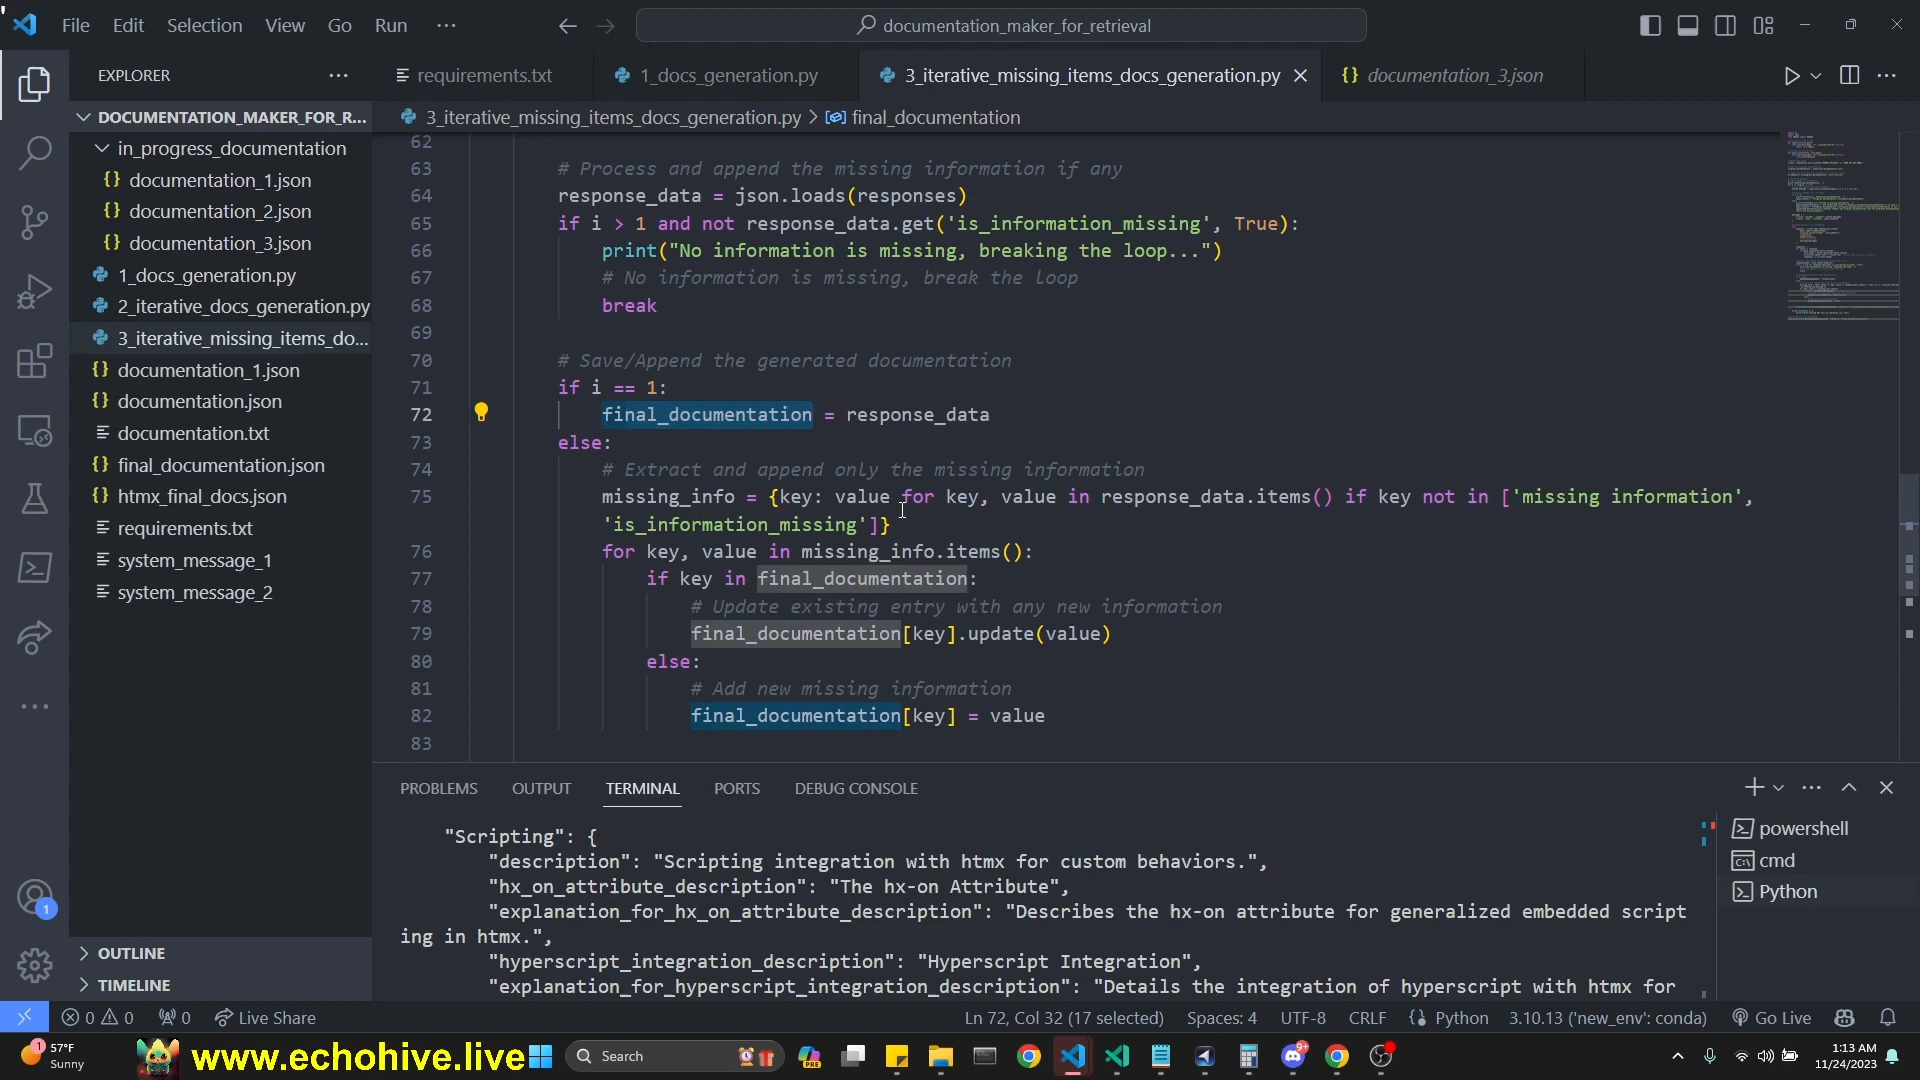 File Edit Selection View Go Run ···
documentation_maker_for_retrieval
EXPLORER
requirements.txt
1_docs_generation.py
3_iterative_missing_items_docs_generation.py
documentation_3.json
DOCUMENTATION_MAKER_FOR_R...
3_iterative_missing_items_docs_generation.py > final_documentation
in_progress_documentation
documentation_1.json
documentation_2.json
documentation_3.json
1_docs_generation.py
2_iterative_docs_generation.py
3_iterative_missing_items_do...
documentation_1.json
documentation.json
documentation.txt
final_documentation.json
htmx_final_docs.json
requirements.txt
system_message_1
system_message_2
OUTLINE
TIMELINE
62
63 # Process and append the missing information if any
64 response_data = json.loads(responses)
65 if i > 1 and not response_data.get('is_information_missing', True):
66 print("No information is missing, breaking the loop...")
67 # No information is missing, break the loop
68 break
69
70 # Save/Append the generated documentation
71 if i == 1:
72 final_documentation = response_data
73 else:
74 # Extract and append only the missing information
75 missing_info = {key: value for key, value in response_data.items() if key not in ['missing information',
'is_information_missing']}
76 for key, value in missing_info.items():
77 if key in final_documentation:
78 # Update existing entry with any new information
79 final_documentation[key].update(value)
80 else:
81 # Add new missing information
82 final_documentation[key] = value
83
PROBLEMS OUTPUT TERMINAL PORTS DEBUG CONSOLE
"Scripting": {
"description": "Scripting integration with htmx for custom behaviors.",
"hx_on_attribute_description": "The hx-on Attribute",
"explanation_for_hx_on_attribute_description": "Describes the hx-on attribute for generalized embedded script
ing in htmx.",
"hyperscript_integration_description": "Hyperscript Integration",
"explanation_for_hyperscript_integration_description": "Details the integration of hyperscript with htmx for
powershell
cmd
Python
1
0 0 0 Live Share
Ln 72, Col 32 (17 selected) Spaces: 4 UTF-8 CRLF {} Python 3.10.13 ('new_env': conda) Go Live
1
57°F
Sunny
www.echohive.live
Search
PRE
9+
1:13 AM
11/24/2023